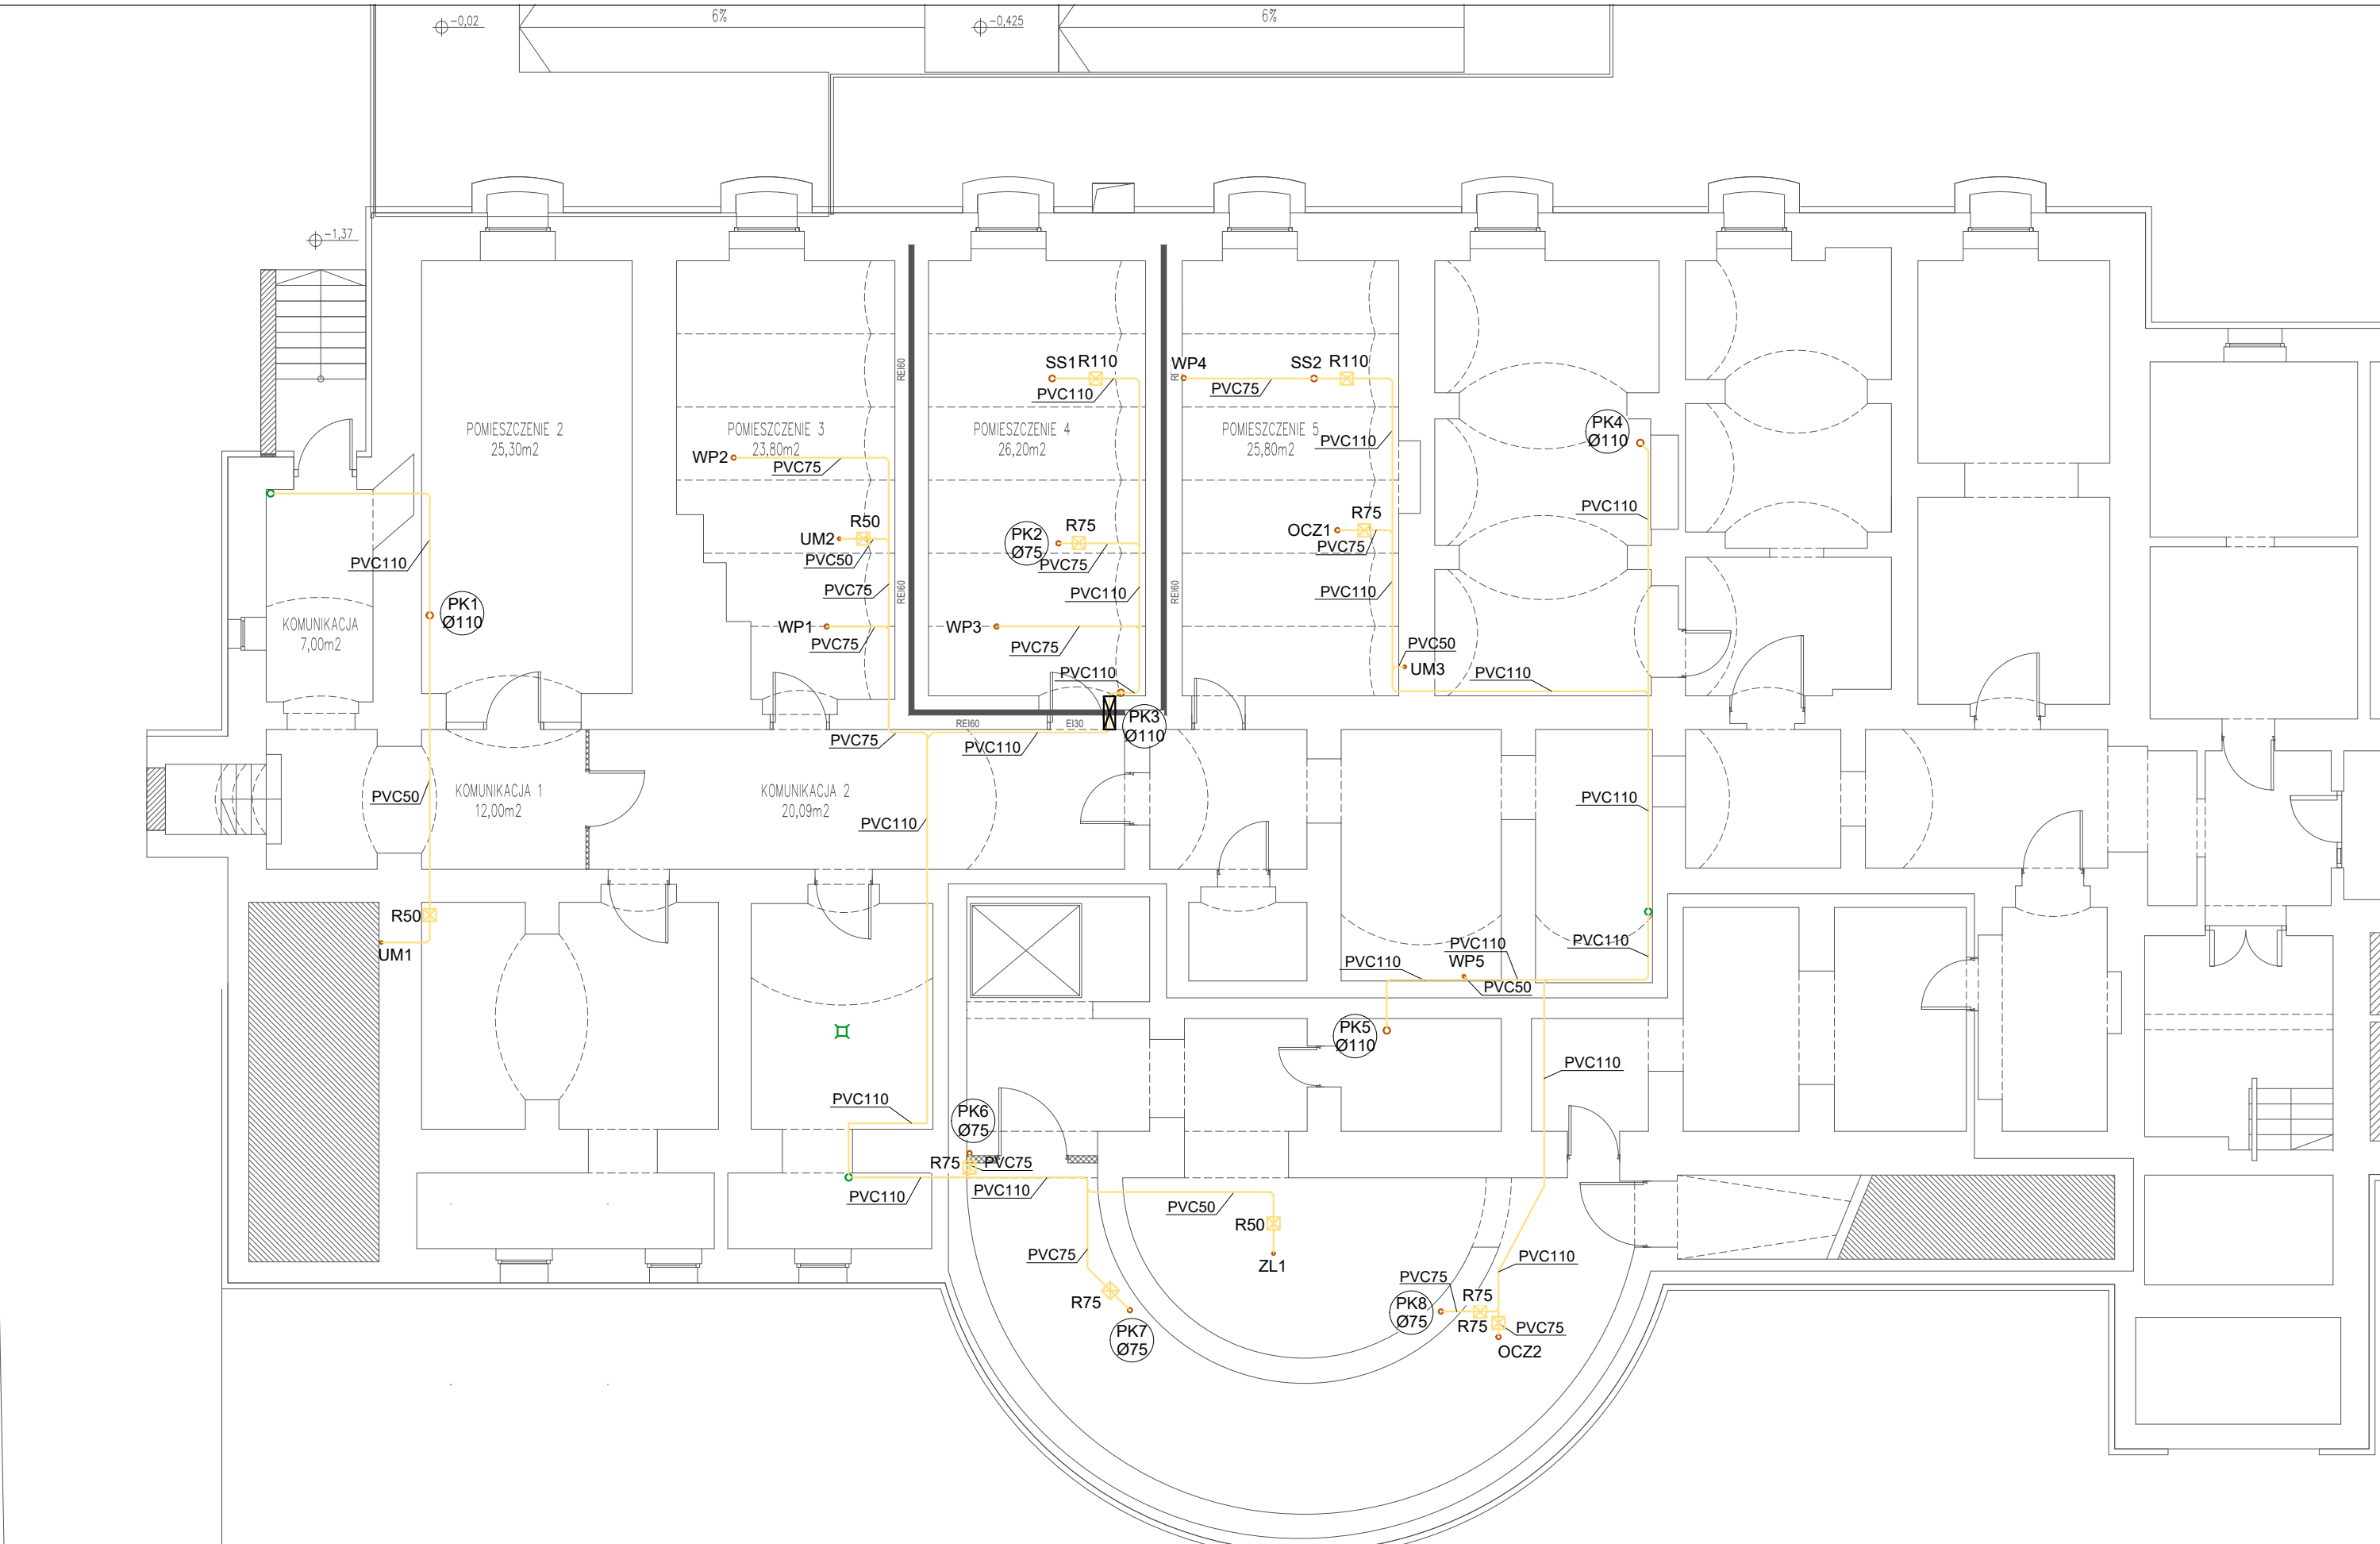 -0,02
6%
-0,425
6%
-1,37
SS1
R110
PVC110
WP4
PVC75
SS2
R110
REI60
POMIESZCZENIE 2
25,30m2
POMIESZCZENIE 3
23,80m2
POMIESZCZENIE 4
26,20m2
POMIESZCZENIE 5
25,80m2
PVC110
PK4
Ø110
WP2
PVC75
PVC110
R50
UM2
PVC50
R75
PK2
Ø75
PVC75
R75
OCZ1
PVC75
PVC110
PVC75
REI60
PVC110
REI60
PVC110
PK1
Ø110
KOMUNIKACJA
7,00m2
WP1
PVC75
WP3
PVC75
PVC50
UM3
PVC110
PVC110
PK3
Ø110
REI60
EI30
PVC75
PVC110
PVC50
KOMUNIKACJA 1
12,00m2
KOMUNIKACJA 2
20,09m2
PVC110
PVC110
R50
UM1
PVC110
PVC110
PVC110
WP5
PVC50
PK5
Ø110
PVC110
PVC110
PK6
Ø75
R75
PVC75
PVC110
PVC110
PVC50
R50
ZL1
PVC75
R75
PK7
Ø75
PVC110
PVC75
R75
PK8
Ø75
R75
PVC75
OCZ2